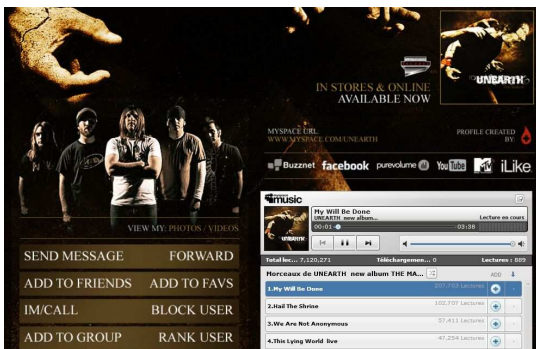 UNEARTH
IN STORES & ONLINE
AVAILABLE NOW
MYSPACE URL
WWW.MYSPACE.COM/UNEARTH
PROFILE CREATED
BY:
Buzznet facebook purevolume YouTube MTV iLike
VIEW MY: PHOTOS / VIDEOS
SEND MESSAGE FORWARD
ADD TO FRIENDS ADD TO FAVS
IM/CALL BLOCK USER
ADD TO GROUP RANK USER
myspace
music
UNEARTH
My Will Be Done
UNEARTH new album...
Lecture en cours
00:01 03:38
Total lec... 7,120,271 Téléchargemen... 0 Lectures : 889
Morceaux de UNEARTH new album THE MA... ADD
1.My Will Be Done 207,703 Lectures
2.Hail The Shrine 102,707 Lectures
3.We Are Not Anonymous 57,411 Lectures
4.This Lying World live 47,254 Lectures